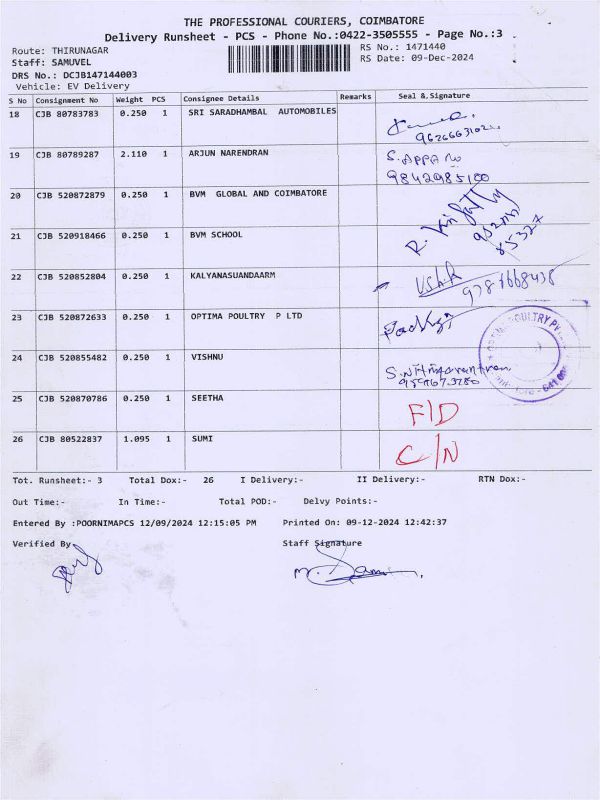 THE PROFESSIONAL COURIERS, COIMBATORE
Delivery Runsheet - PCS - Phone No.:0422-3505555 - Page No.:3
Route: THIRUNAGAR
RS No.: 1471440
Staff: SAMUVEL
RS Date: 09-Dec-2024
DRS No.: DCJB147144003
Vehicle: EV Delivery
S No Consignment No Weight PCS Consignee Details Remarks Seal & Signature
18 CJB 80783783 0.250 1 SRI SARADHAMBAL AUTOMOBILES
19 CJB 80789287 2.110 1 ARJUN NARENDRAN
S. APPA
9842985100
20 CJB 520872879 0.250 1 BVM GLOBAL AND COIMBATORE
21 CJB 520918466 0.250 1 BVM SCHOOL
85327
22 CJB 520852804 0.250 1 KALYANASUANDAARM
23 CJB 520872633 0.250 1 OPTIMA POULTRY P LTD
POULTRY
24 CJB 520855482 0.250 1 VISHNU
25 CJB 520870786 0.250 1 SEETHA F/D
26 CJB 80522837 1.095 1 SUMI C/N
Tot. Runsheet:- 3 Total Dox:- 26 I Delivery:- II Delivery:- RTN Dox:-
Out Time:- In Time:- Total POD:- Delvy Points:-
Entered By :POORNIMAPCS 12/09/2024 12:15:05 PM Printed On: 09-12-2024 12:42:37
Verified By Staff Signature